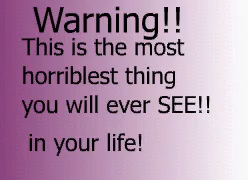 Warning!!
This is the most
horriblest thing
you will ever SEE!!
in your life!